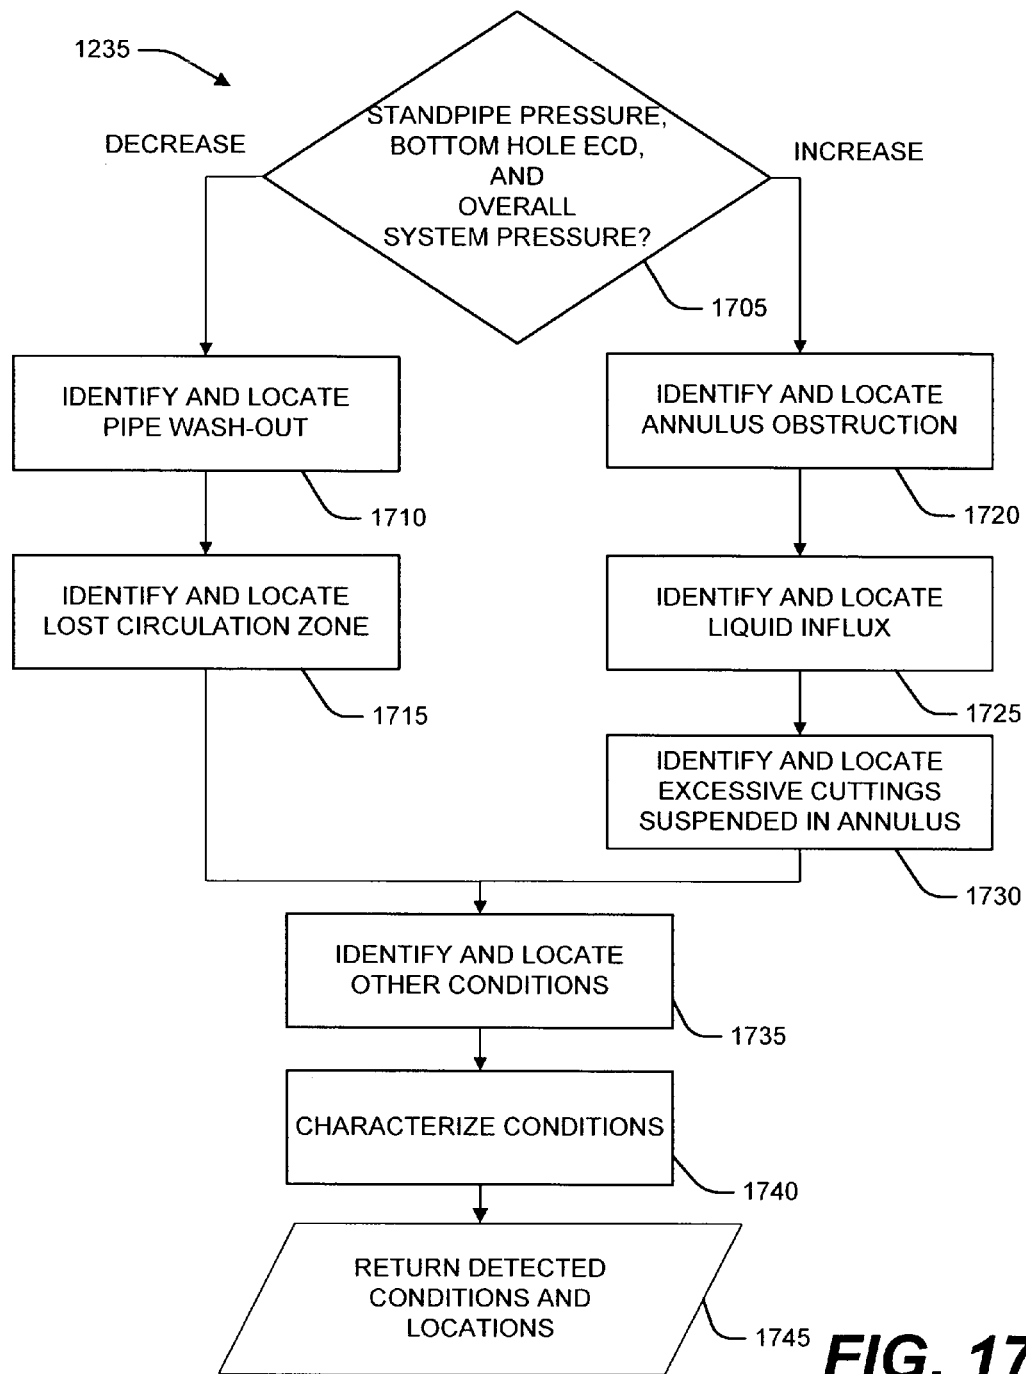 1235
DECREASE
STANDPIPE PRESSURE,
BOTTOM HOLE ECD,
AND
OVERALL
SYSTEM PRESSURE?
INCREASE
1705
IDENTIFY AND LOCATE
PIPE WASH-OUT
1710
IDENTIFY AND LOCATE
LOST CIRCULATION ZONE
1715
IDENTIFY AND LOCATE
ANNULUS OBSTRUCTION
1720
IDENTIFY AND LOCATE
LIQUID INFLUX
1725
IDENTIFY AND LOCATE
EXCESSIVE CUTTINGS
SUSPENDED IN ANNULUS
1730
IDENTIFY AND LOCATE
OTHER CONDITIONS
1735
CHARACTERIZE CONDITIONS
1740
RETURN DETECTED
CONDITIONS AND
LOCATIONS
1745
FIG. 17